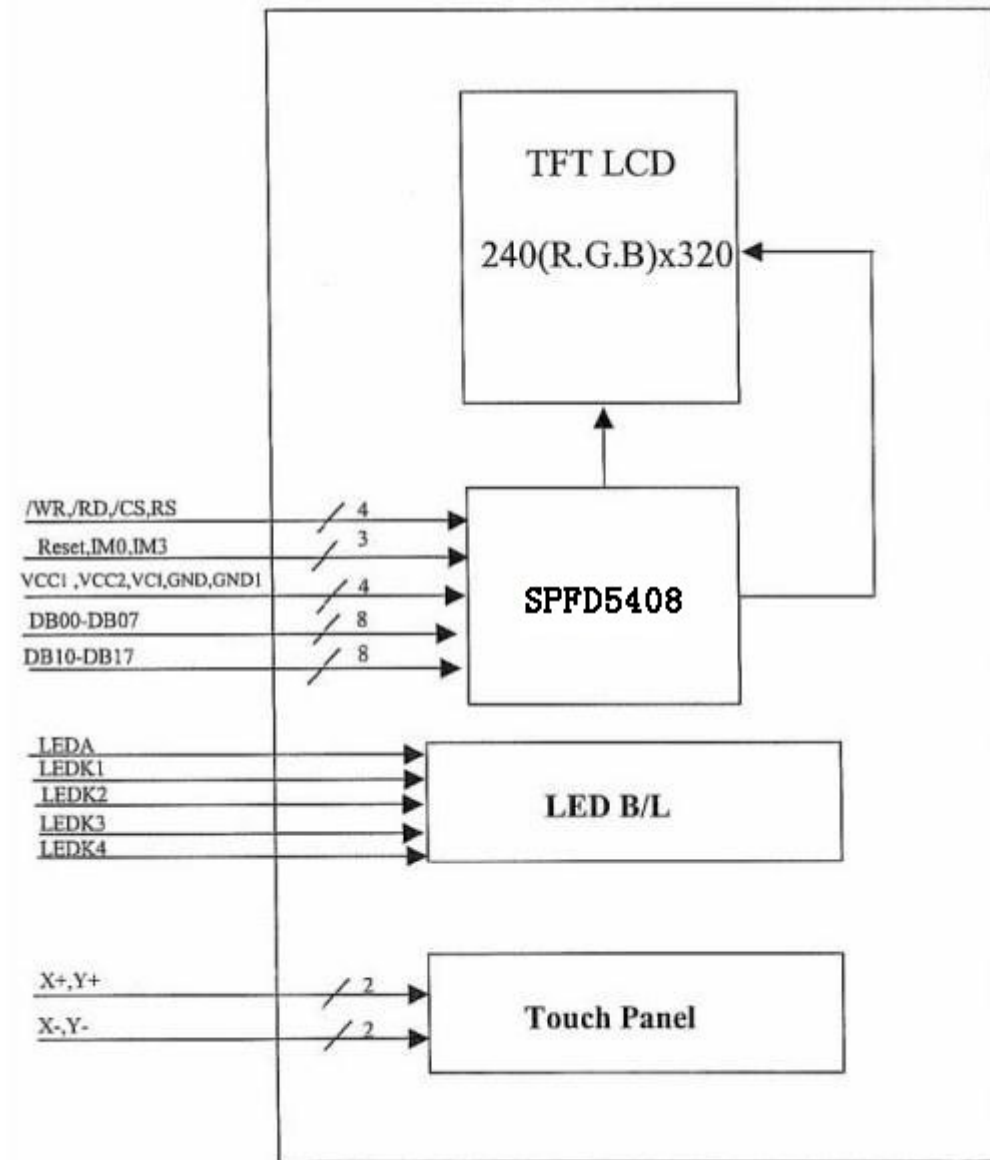 TFT LCD
240(R.G.B)x320
/WR,/RD,/CS,RS
4
Reset,IM0,IM3
3
VCC1 ,VCC2,VCI,GND,GND1
4
SPFD5408
DB00-DB07
8
DB10-DB17
8
LEDA
LEDK1
LEDK2
LEDK3
LEDK4
LED B/L
X+,Y+
2
X-,Y-
2
Touch Panel